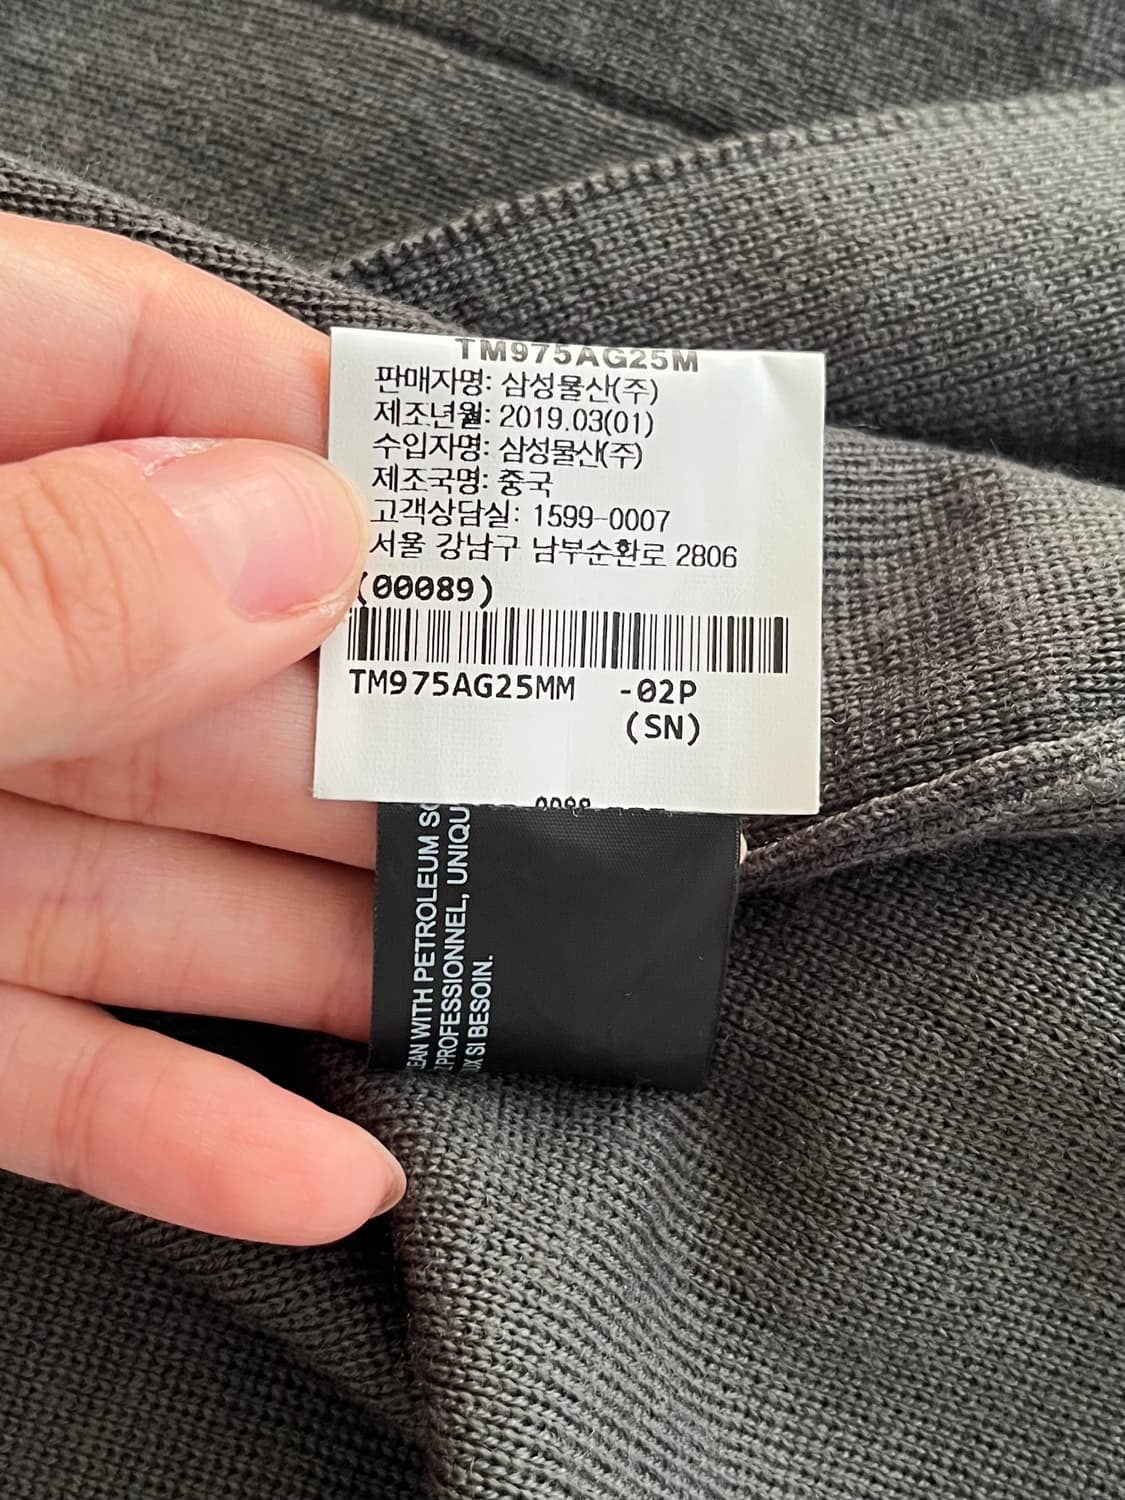 TM975AG25M
판매자명: 삼성물산(주)
제조년월: 2019.03(01)
수입자명: 삼성물산(주)
제조국명: 중국
고객상담실: 1599-0007
서울 강남구 남부순환로 2806
(00089)
TM975AG25MM -02P
(SN)
EAN WITH PETROLEUM SO
PROFESSIONNEL, UNIQU
UX SI BESOIN.